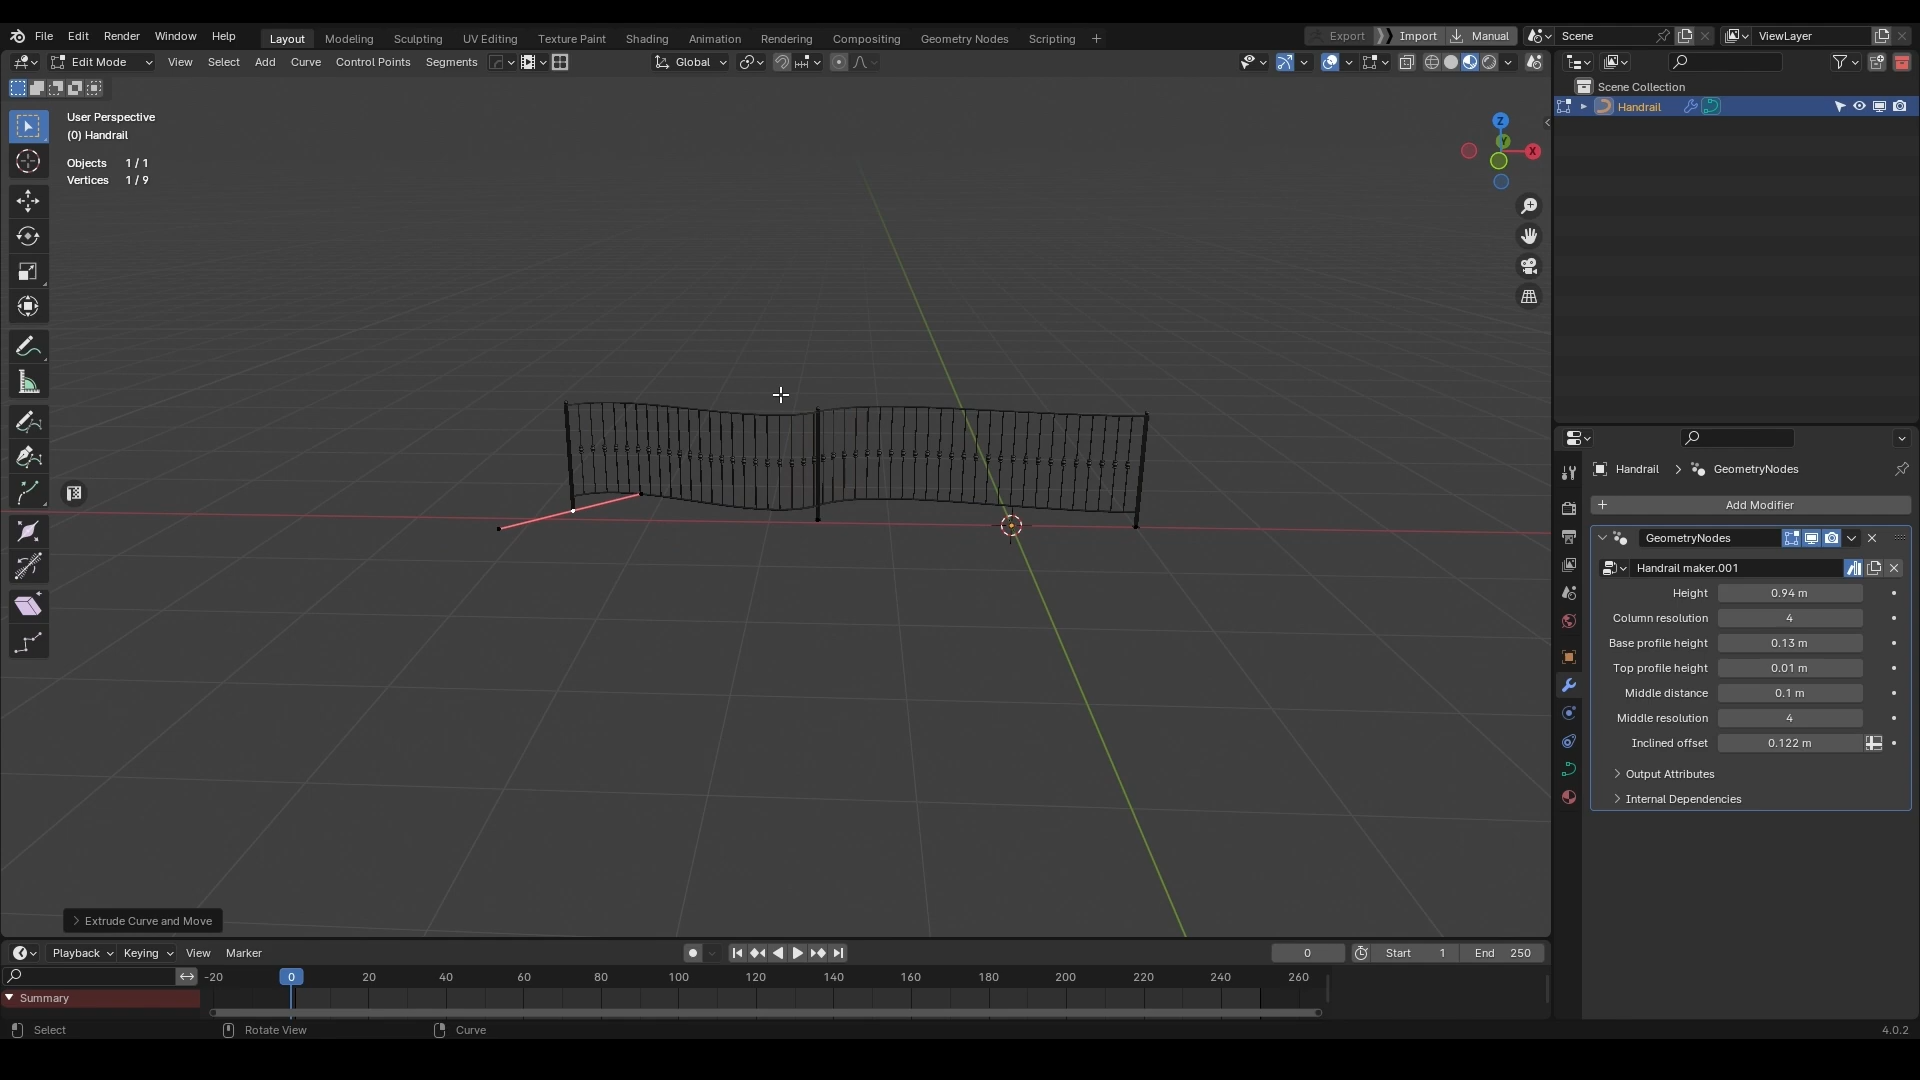 File Edit Render Window Help Layout Modeling Sculpting UV Editing Texture Paint Shading Animation Rendering Compositing Geometry Nodes Scripting + Export Import Manual Scene ViewLayer
Edit Mode View Select Add Curve Control Points Segments Global
User Perspective
(0) Handrail
Objects 1 / 1
Vertices 1 / 9
Z
Y
X
Extrude Curve and Move
Scene Collection
Handrail
Handrail GeometryNodes
Add Modifier
GeometryNodes
Handrail maker.001
Height 0.94 m
Column resolution 4
Base profile height 0.13 m
Top profile height 0.01 m
Middle distance 0.1 m
Middle resolution 4
Inclined offset 0.122 m
Output Attributes
Internal Dependencies
Playback Keying View Marker 0 Start 1 End 250
-20 0 20 40 60 80 100 120 140 160 180 200 220 240 260
Summary
Select Rotate View Curve 4.0.2